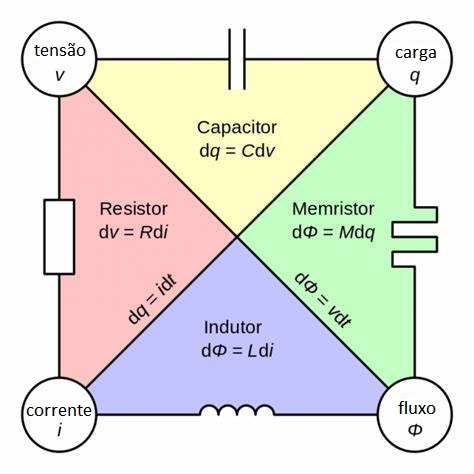 tensão
v
carga
q
Capacitor
dq = Cdv
Resistor
dv = Rdi
Memristor
dΦ = Mdq
dq = idt
dΦ = vdt
Indutor
dΦ = Ldi
corrente
i
fluxo
Φ